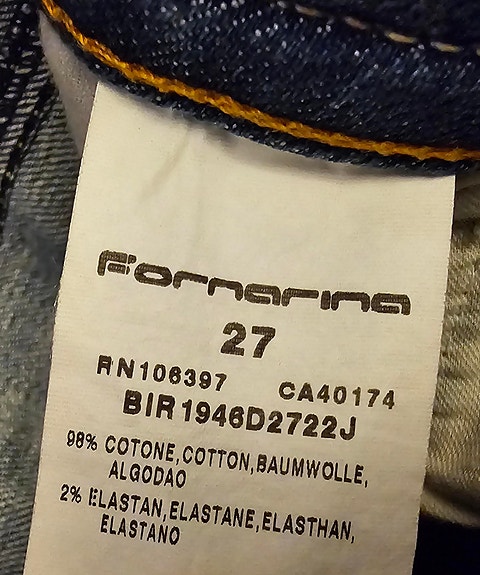 Fornarina
27
RN106397 CA40174
BIR1946D2722J
98% COTONE,COTTON,BAUMWOLLE,
ALGODAO
2% ELASTAN,ELASTANE,ELASTHAN,
ELASTANO